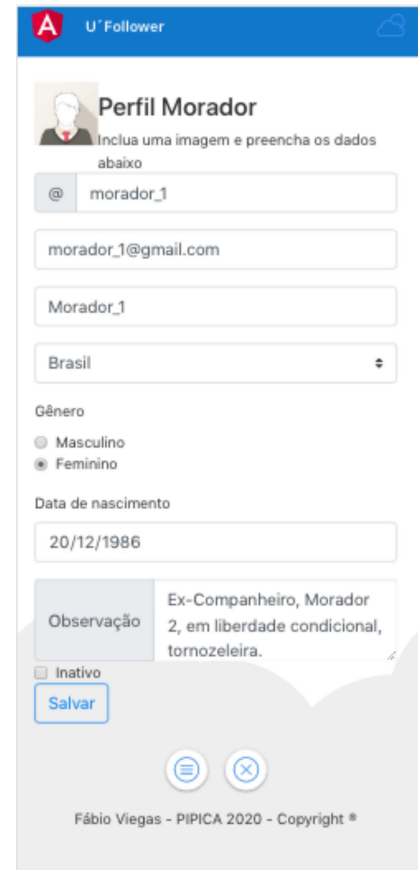 A U´Follower
Perfil Morador
Inclua uma imagem e preencha os dados
abaixo
@ morador_1
morador_1@gmail.com
Morador_1
Brasil
Gênero
Masculino
Feminino
Data de nascimento
20/12/1986
Observação
Ex-Companheiro, Morador
2, em liberdade condicional,
tornozeleira.
Inativo
Salvar
Fábio Viegas - PIPICA 2020 - Copyright ®